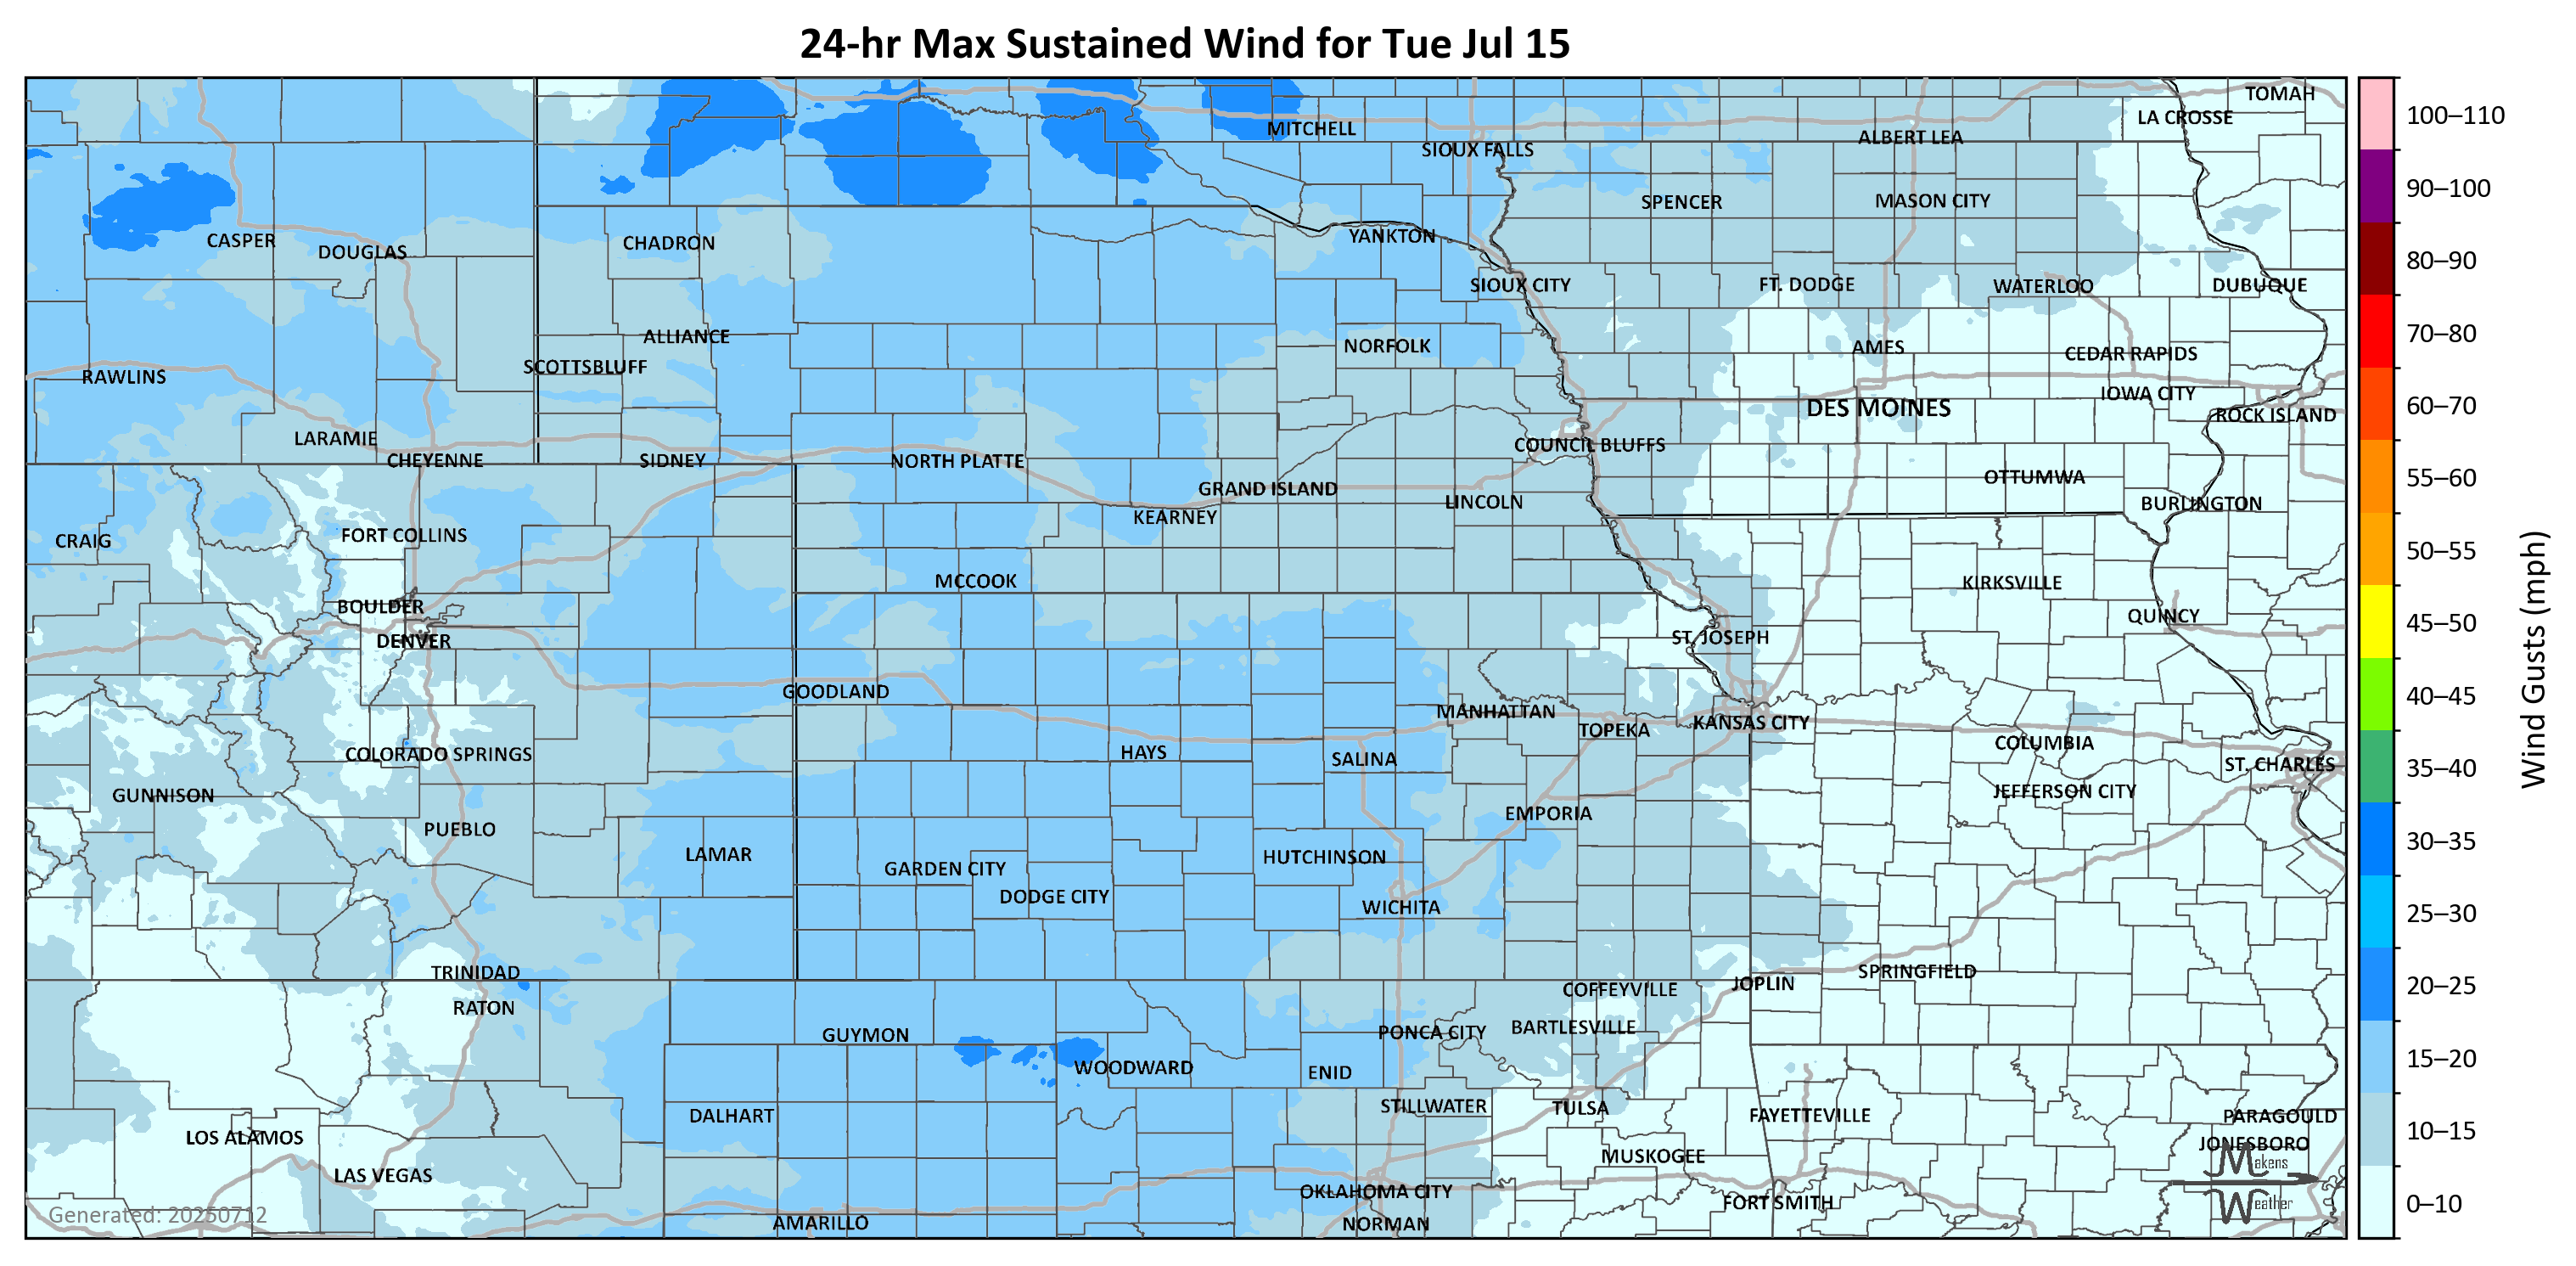 24-hr Max Sustained Wind for Tue Jul 15
TOMAH
LA CROSSE
MITCHELL
ALBERT LEA
SIOUX FALLS
SPENCER
MASON CITY
CASPER
DOUGLAS
CHADRON
YANKTON
SIOUX CITY
FT. DODGE
WATERLOO
DUBUQUE
ALLIANCE
NORFOLK
AMES
CEDAR RAPIDS
SCOTTSBLUFF
RAWLINS
IOWA CITY
DES MOINES
ROCK ISLAND
LARAMIE
COUNCIL BLUFFS
CHEYENNE
SIDNEY
NORTH PLATTE
OTTUMWA
GRAND ISLAND
LINCOLN
BURLINGTON
KEARNEY
FORT COLLINS
CRAIG
MCCOOK
KIRKSVILLE
BOULDER
QUINCY
DENVER
ST. JOSEPH
GOODLAND
MANHATTAN
TOPEKA
KANSAS CITY
COLUMBIA
COLORADO SPRINGS
HAYS
SALINA
ST. CHARLES
GUNNISON
JEFFERSON CITY
EMPORIA
PUEBLO
LAMAR
GARDEN CITY
HUTCHINSON
DODGE CITY
WICHITA
TRINIDAD
SPRINGFIELD
JOPLIN
COFFEYVILLE
RATON
GUYMON
PONCA CITY
BARTLESVILLE
WOODWARD
ENID
STILLWATER
TULSA
DALHART
FAYETTEVILLE
PARAGOULD
LOS ALAMOS
JONESBORO
MUSKOGEE
LAS VEGAS
OKLAHOMA CITY
FORT SMITH
AMARILLO
NORMAN
Generated: 20250712
Makens
Weather
100–110
90–100
80–90
70–80
60–70
55–60
50–55
45–50
40–45
35–40
30–35
25–30
20–25
15–20
10–15
0–10
Wind Gusts (mph)